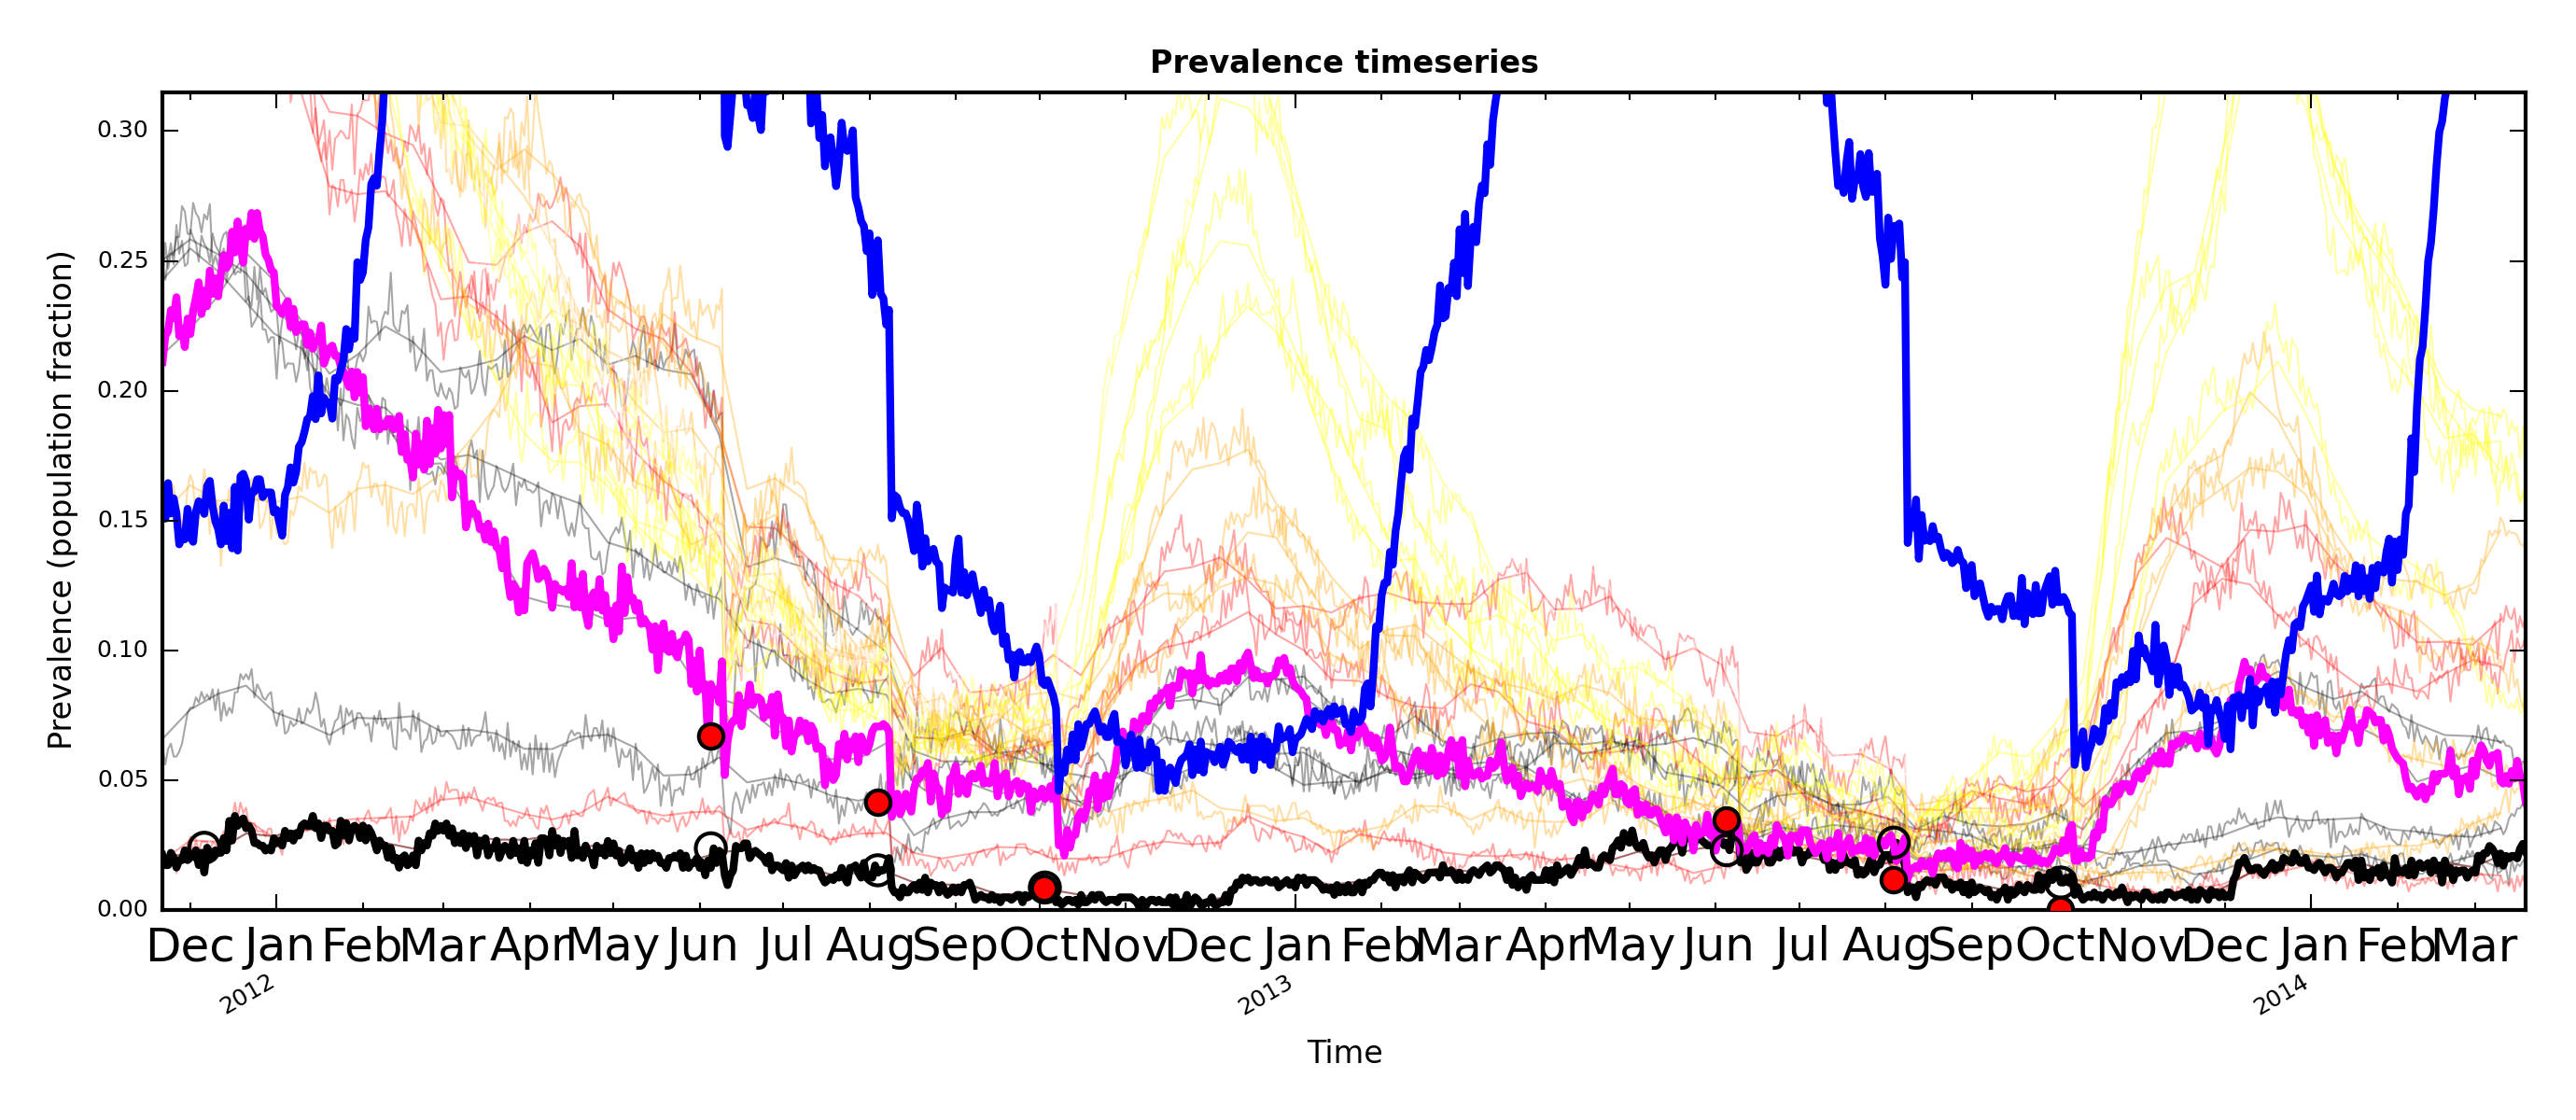 Prevalence timeseries
Prevalence (population fraction)
0.30
0.25
0.20
0.15
0.10
0.05
0.00
Dec Jan Feb Mar Apr May Jun Jul Aug Sep Oct Nov Dec Jan Feb Mar Apr May Jun Jul Aug Sep Oct Nov Dec Jan Feb Mar
2012 2013 2014
Time